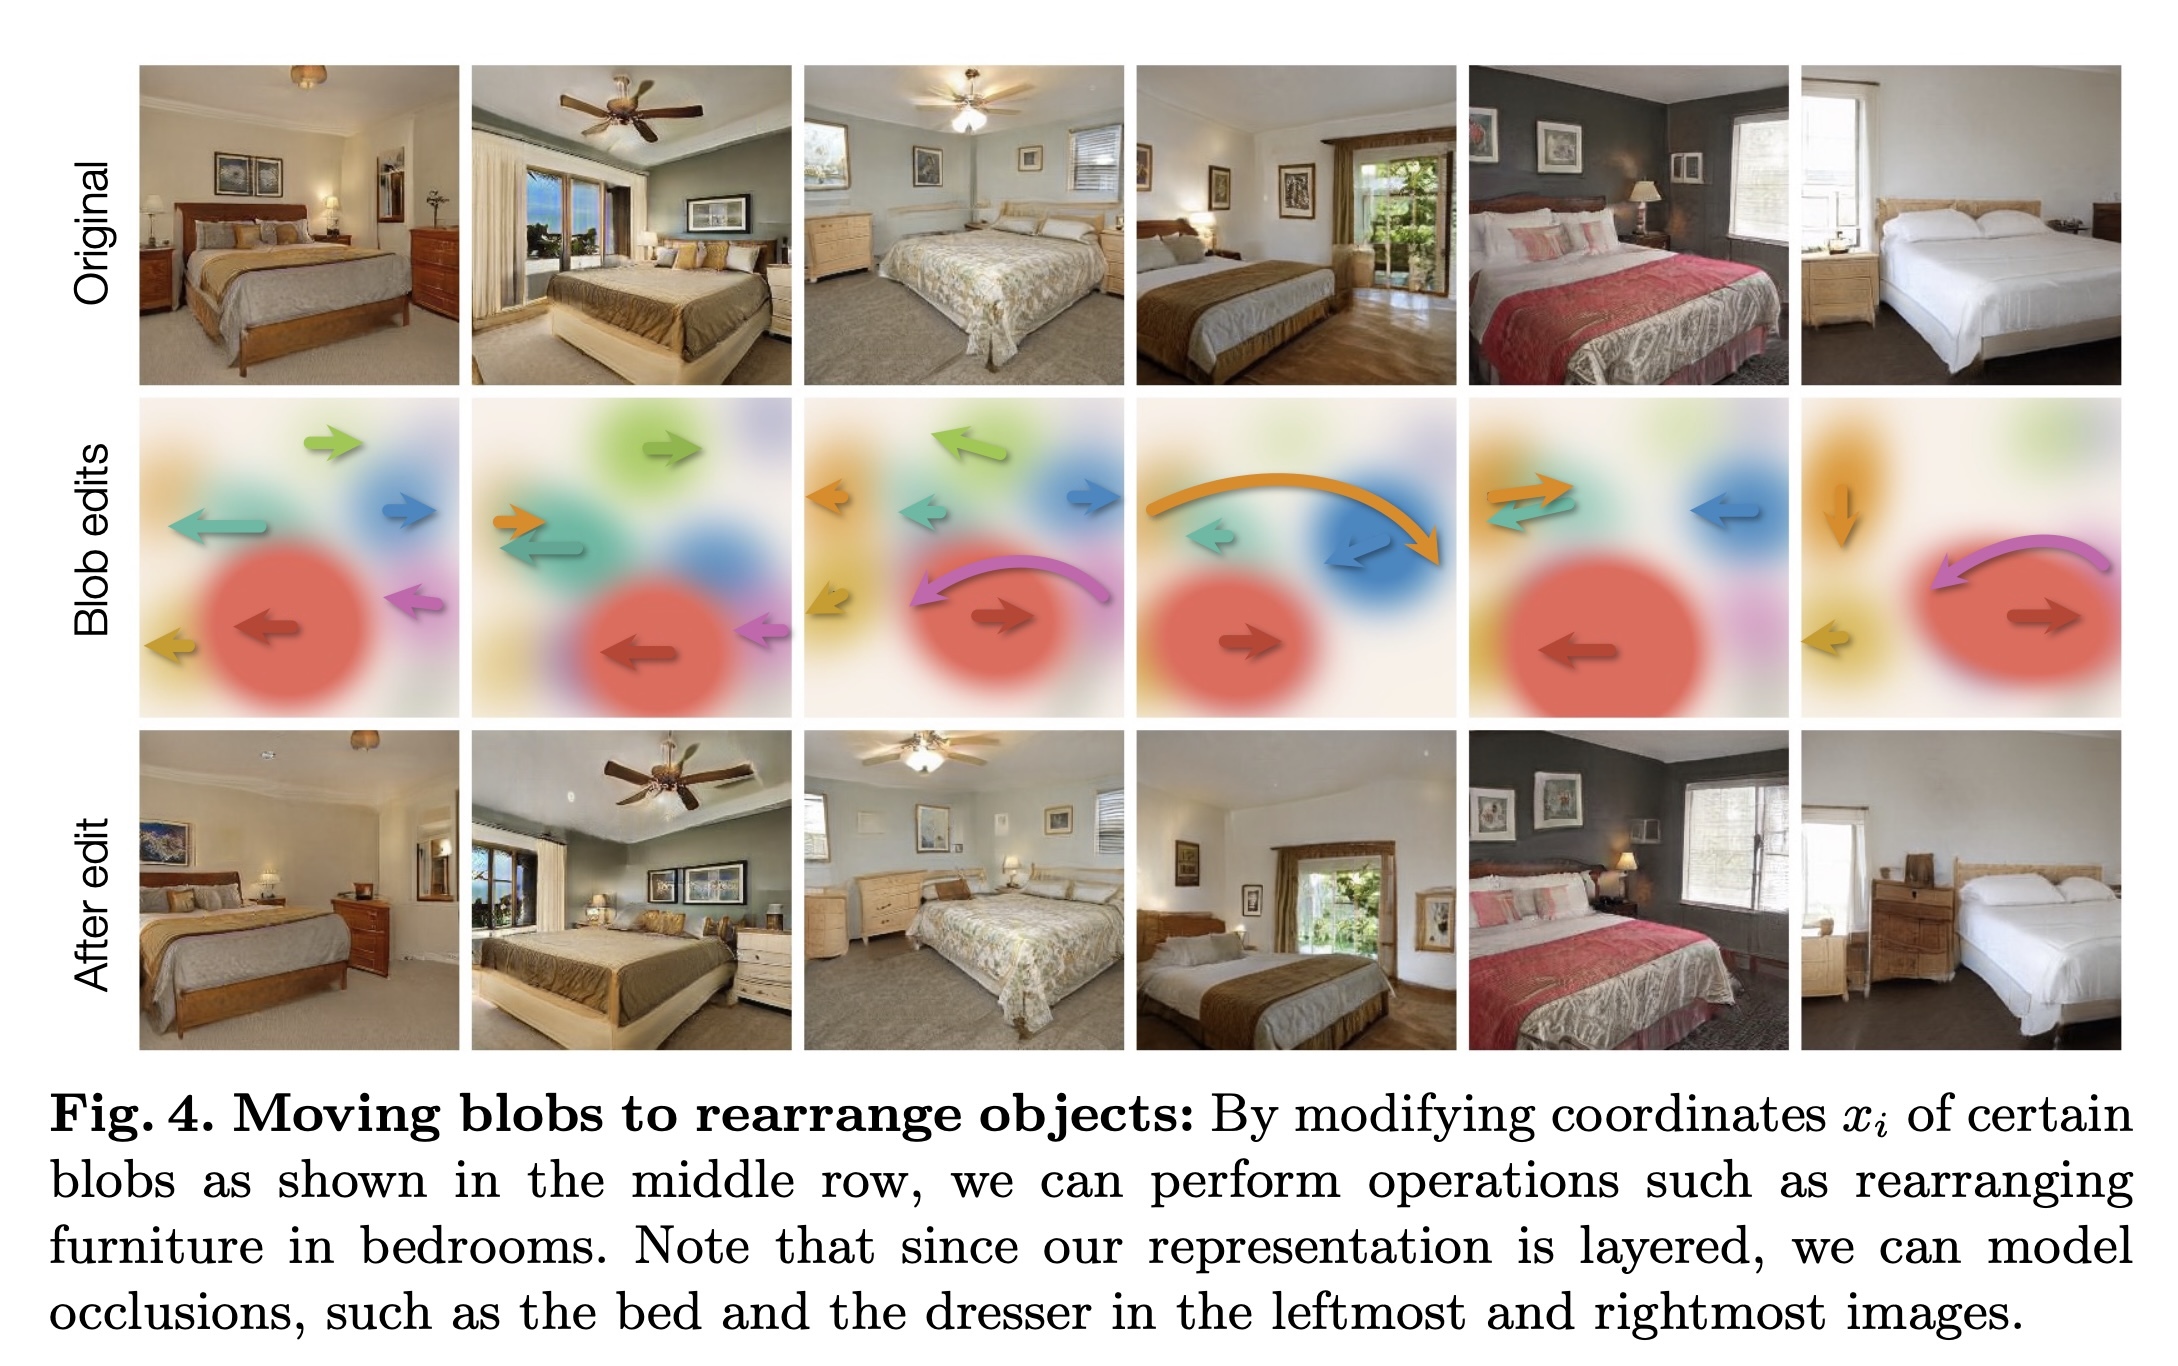 Original
Blob edits
After edit
Fig. 4. Moving blobs to rearrange objects: By modifying coordinates xᵢ of certain
blobs as shown in the middle row, we can perform operations such as rearranging
furniture in bedrooms. Note that since our representation is layered, we can model
occlusions, such as the bed and the dresser in the leftmost and rightmost images.